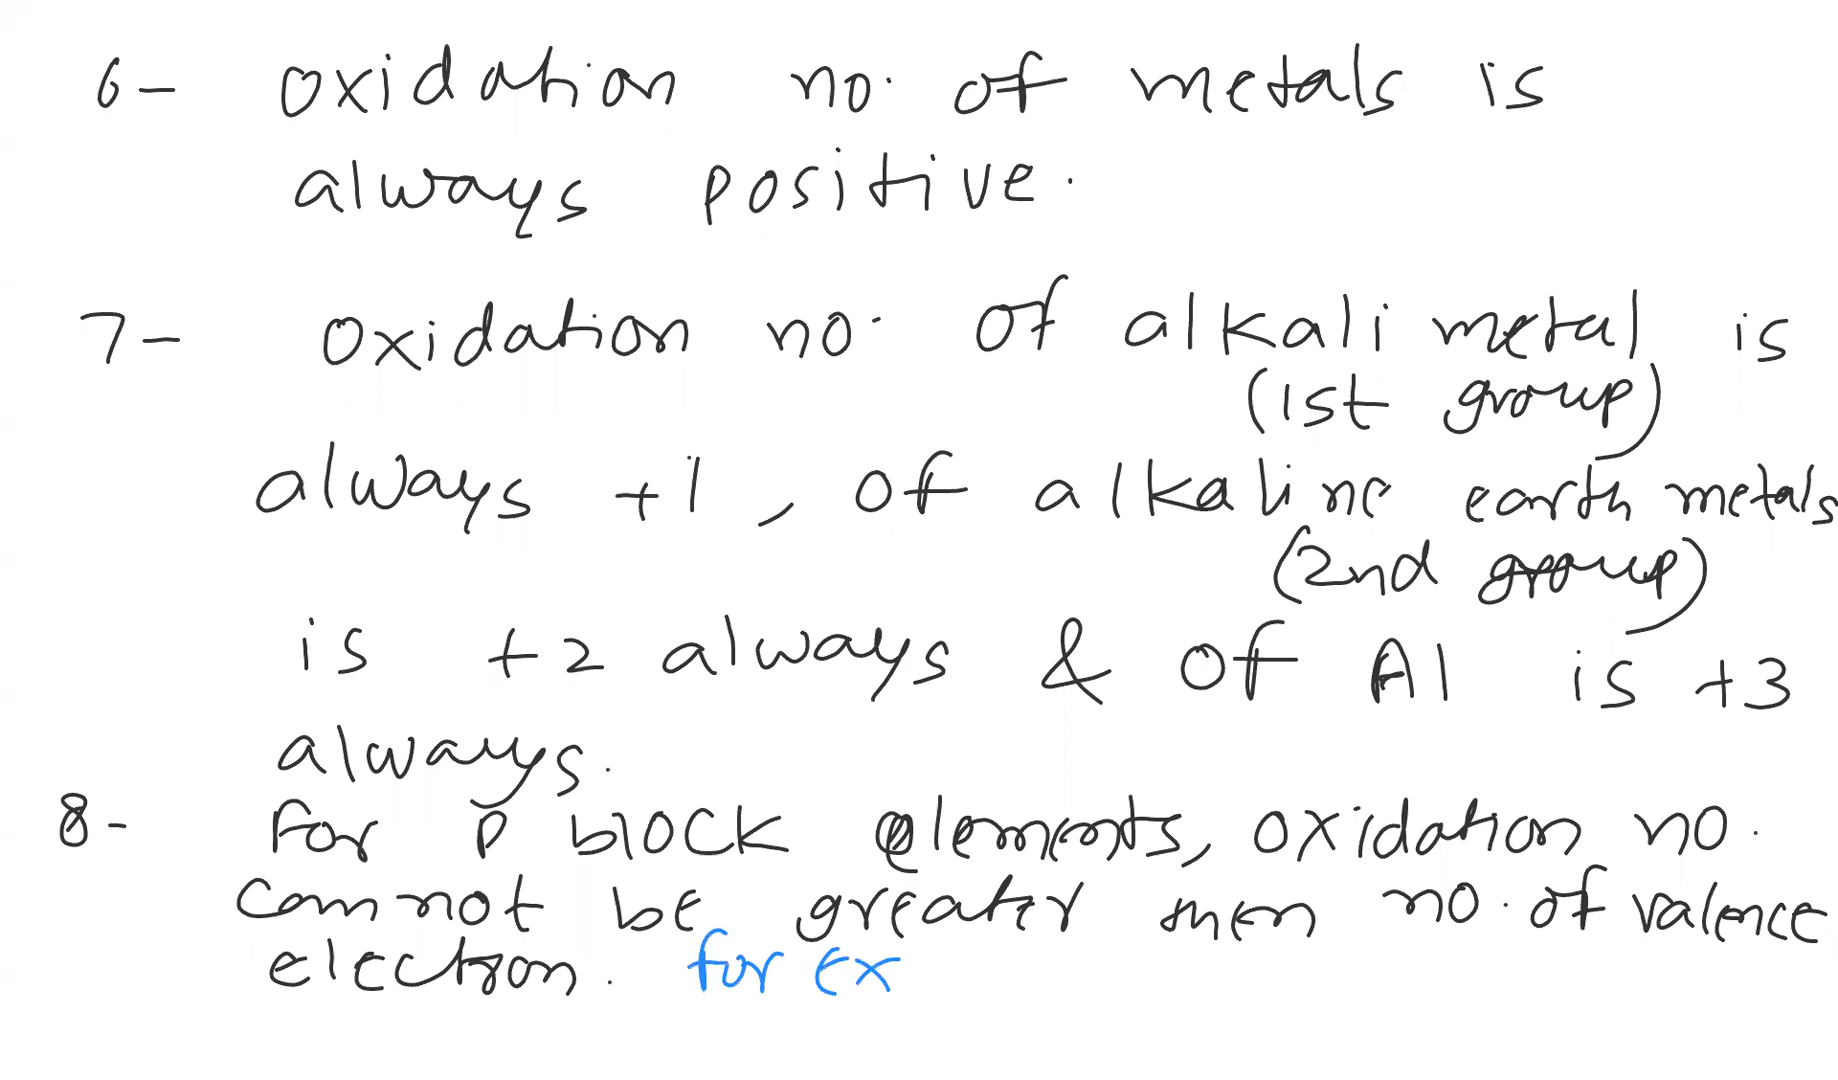 6- oxidation no. of metals is
always positive.
7- oxidation no. of alkali metal is
(1st group)
always +1, of alkaline earth metals
(2nd group)
is +2 always & of Al is +3
always.
8- for p block elements, oxidation no.
cannot be greater then no. of valence
electron. for Ex